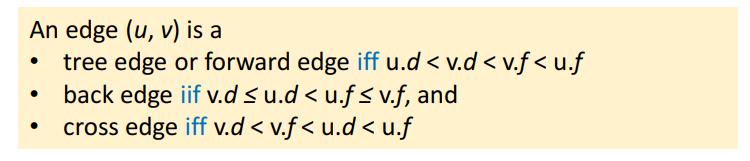 An edge (u, v) is a
• tree edge or forward edge iff u.d < v.d < v.f < u.f
• back edge iif v.d ≤ u.d < u.f ≤ v.f, and
• cross edge iff v.d < v.f < u.d < u.f